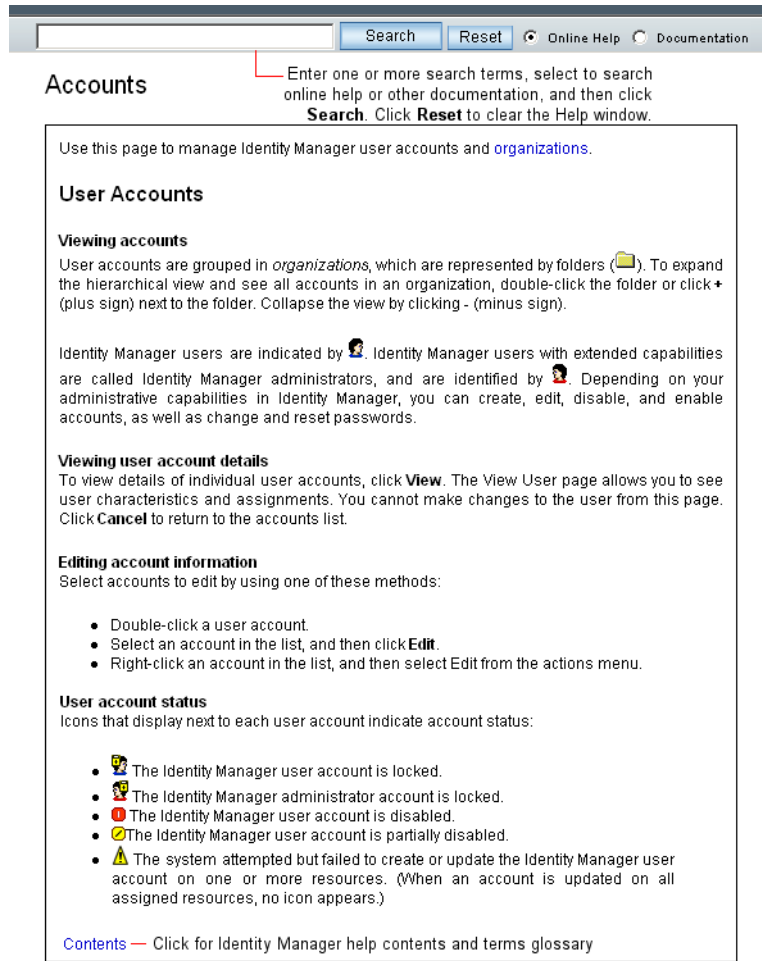 Search Reset Online Help Documentation
Accounts
Enter one or more search terms, select to search
online help or other documentation, and then click
Search. Click Reset to clear the Help window.
Use this page to manage Identity Manager user accounts and organizations.
User Accounts
Viewing accounts
User accounts are grouped in organizations, which are represented by folders ( ). To expand
the hierarchical view and see all accounts in an organization, double-click the folder or click +
(plus sign) next to the folder. Collapse the view by clicking - (minus sign).
Identity Manager users are indicated by . Identity Manager users with extended capabilities
are called Identity Manager administrators, and are identified by . Depending on your
administrative capabilities in Identity Manager, you can create, edit, disable, and enable
accounts, as well as change and reset passwords.
Viewing user account details
To view details of individual user accounts, click View. The View User page allows you to see
user characteristics and assignments. You cannot make changes to the user from this page.
Click Cancel to return to the accounts list.
Editing account information
Select accounts to edit by using one of these methods:
• Double-click a user account.
• Select an account in the list, and then click Edit.
• Right-click an account in the list, and then select Edit from the actions menu.
User account status
Icons that display next to each user account indicate account status:
• The Identity Manager user account is locked.
• The Identity Manager administrator account is locked.
• The Identity Manager user account is disabled.
• The Identity Manager user account is partially disabled.
• The system attempted but failed to create or update the Identity Manager user
account on one or more resources. (When an account is updated on all
assigned resources, no icon appears.)
Contents — Click for Identity Manager help contents and terms glossary